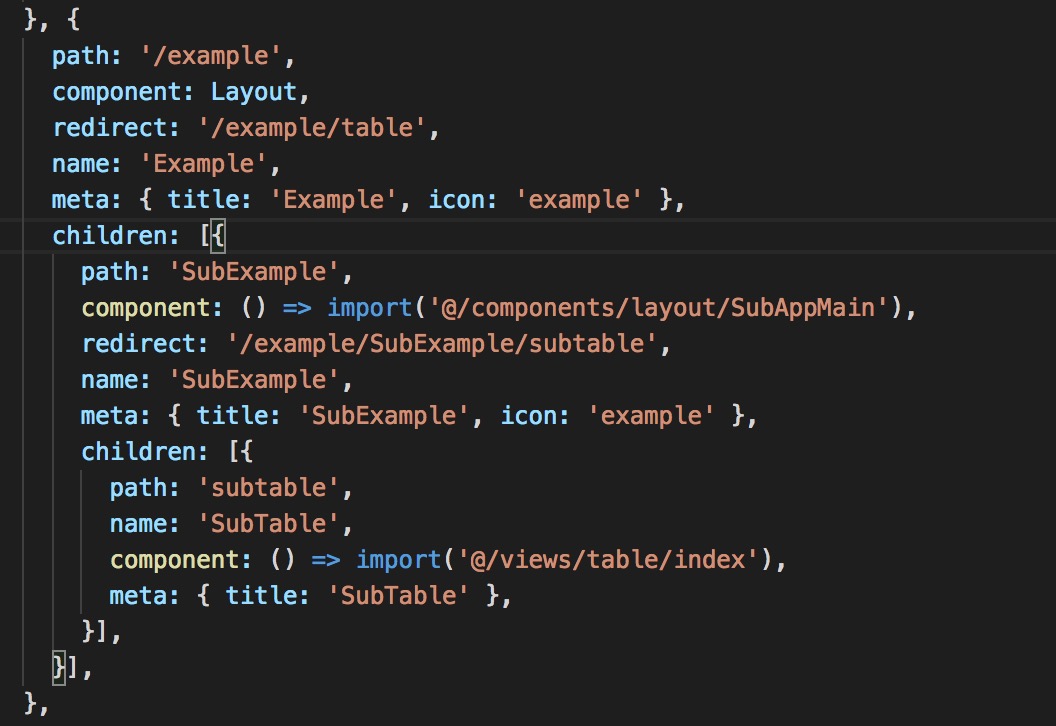 }, {
  path: '/example',
  component: Layout,
  redirect: '/example/table',
  name: 'Example',
  meta: { title: 'Example', icon: 'example' },
  children: [{
    path: 'SubExample',
    component: () => import('@/components/layout/SubAppMain'),
    redirect: '/example/SubExample/subtable',
    name: 'SubExample',
    meta: { title: 'SubExample', icon: 'example' },
    children: [{
      path: 'subtable',
      name: 'SubTable',
      component: () => import('@/views/table/index'),
      meta: { title: 'SubTable' },
    }],
  }],
},